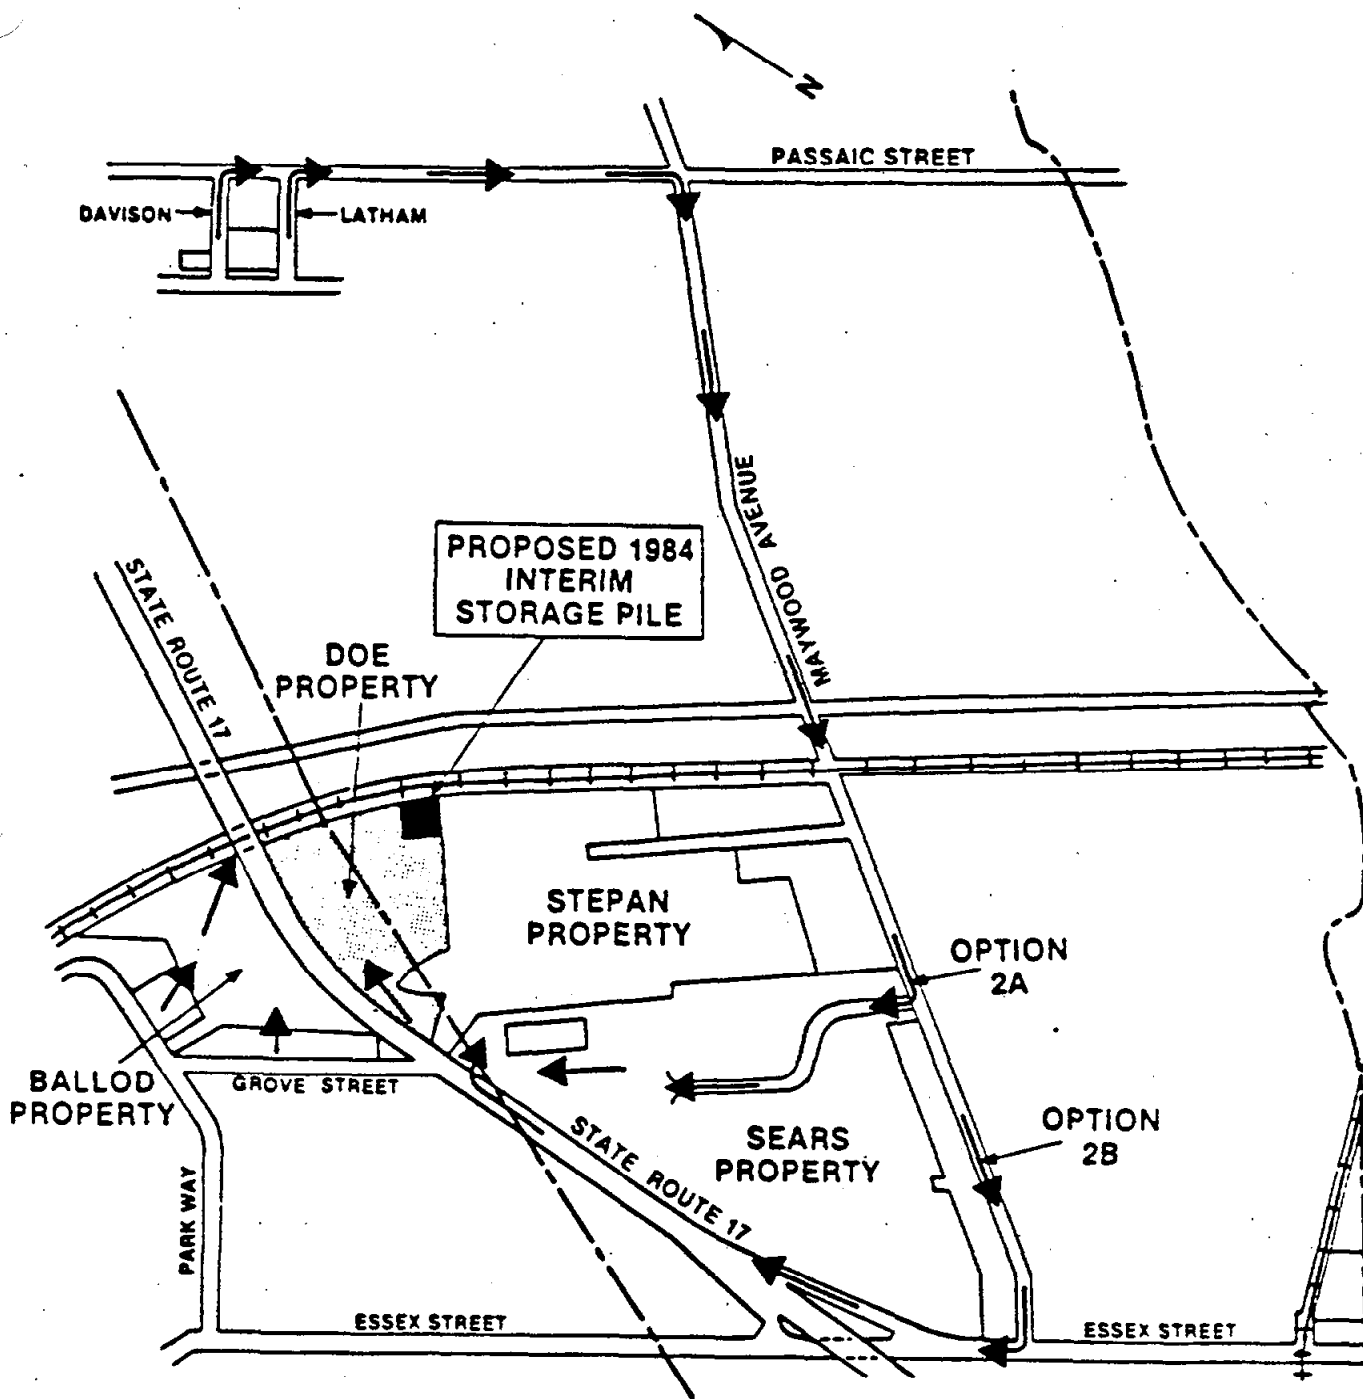 N
PASSAIC STREET
DAVISON
LATHAM
MAYWOOD AVENUE
PROPOSED 1984
INTERIM
STORAGE PILE
STATE ROUTE 17
DOE
PROPERTY
STEPAN
PROPERTY
OPTION
2A
BALLOD
PROPERTY
GROVE STREET
OPTION
2B
SEARS
PROPERTY
STATE ROUTE 17
PARK WAY
ESSEX STREET
ESSEX STREET